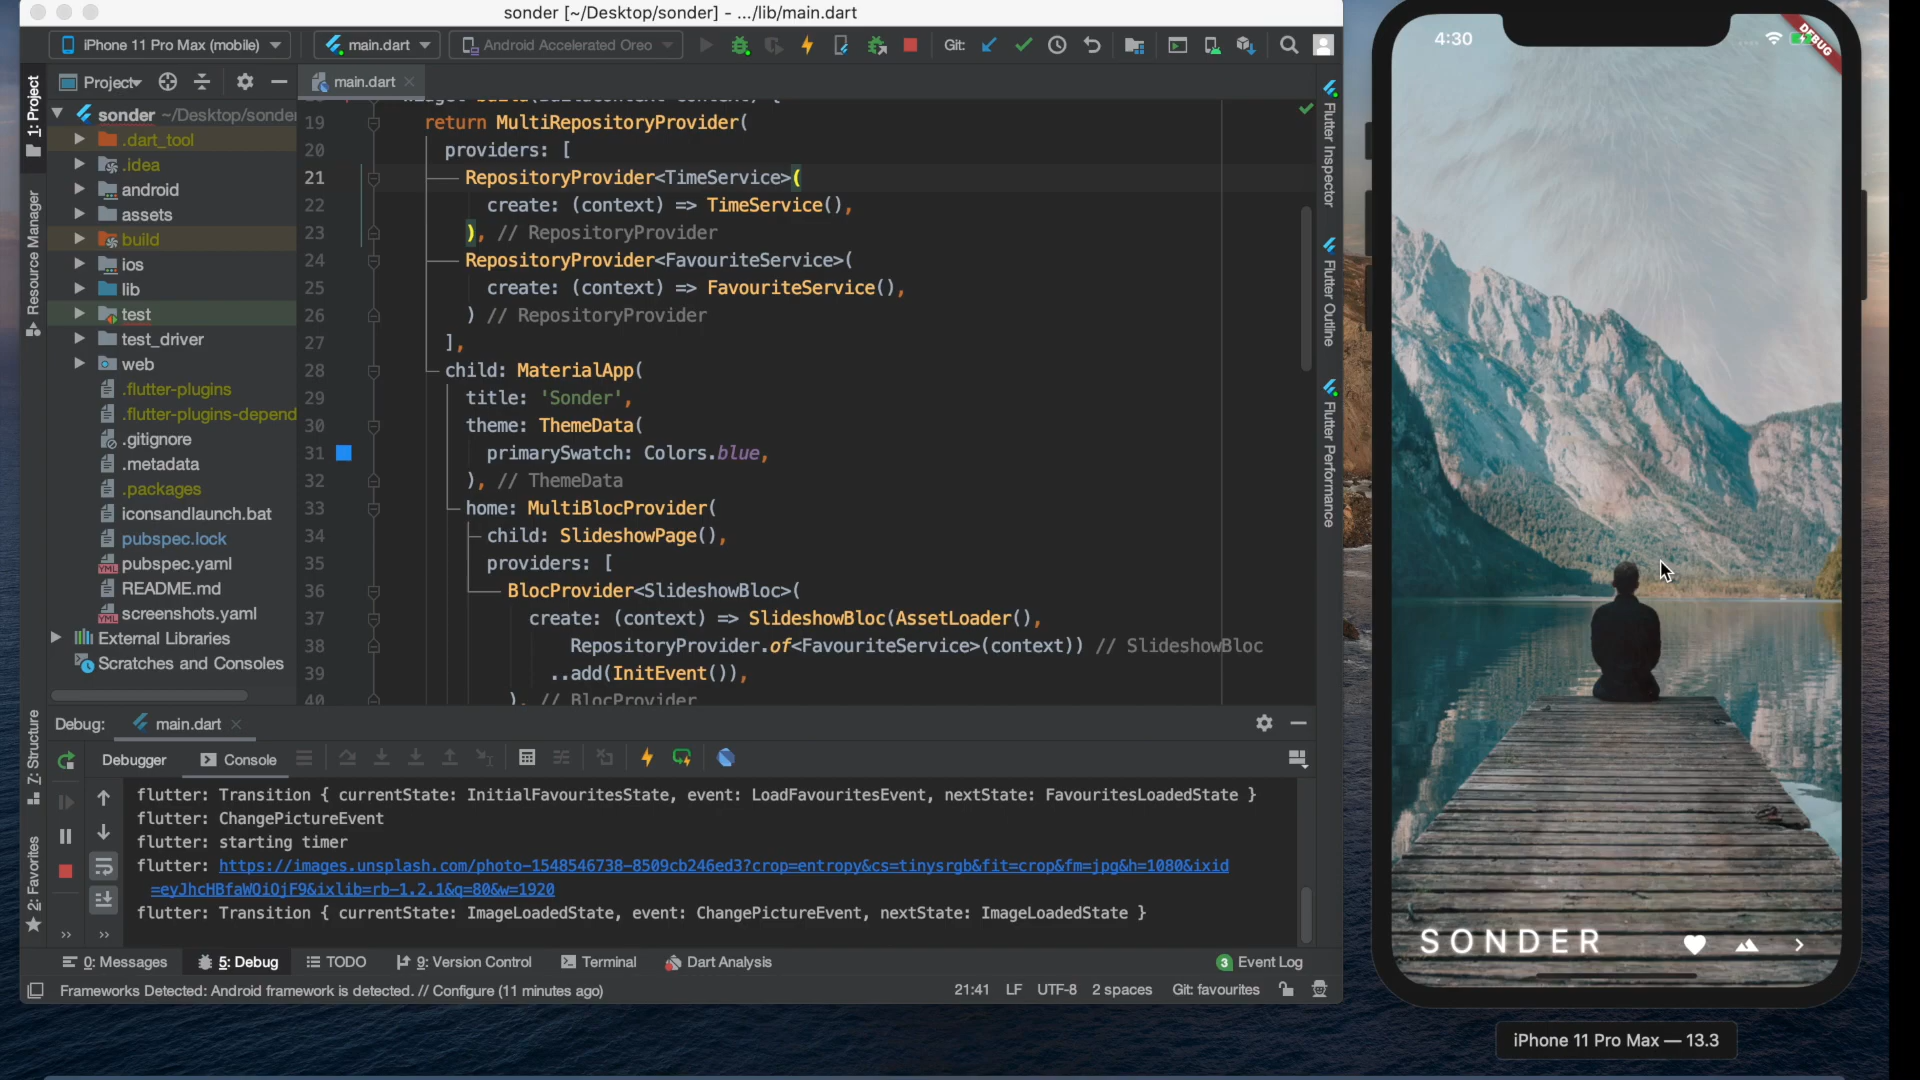 sonder [~/Desktop/sonder] - .../lib/main.dart
iPhone 11 Pro Max (mobile)
main.dart
Android Accelerated Oreo
Git:
Project
main.dart
sonder ~/Desktop/sonder
.dart_tool
.idea
android
assets
build
ios
lib
test
test_driver
web
.flutter-plugins
.flutter-plugins-depend
.gitignore
.metadata
.packages
iconsandlaunch.bat
pubspec.lock
pubspec.yaml
README.md
screenshots.yaml
External Libraries
Scratches and Consoles
1: Project
Resource Manager
7: Structure
2: Favorites
19 return MultiRepositoryProvider(
20 providers: [
21 RepositoryProvider<TimeService>(
22 create: (context) => TimeService(),
23 ), // RepositoryProvider
24 RepositoryProvider<FavouriteService>(
25 create: (context) => FavouriteService(),
26 ) // RepositoryProvider
27 ],
28 child: MaterialApp(
29 title: 'Sonder',
30 theme: ThemeData(
31 primarySwatch: Colors.blue,
32 ), // ThemeData
33 home: MultiBlocProvider(
34 child: SlideshowPage(),
35 providers: [
36 BlocProvider<SlideshowBloc>(
37 create: (context) => SlideshowBloc(AssetLoader(),
38 RepositoryProvider.of<FavouriteService>(context)) // SlideshowBloc
39 ..add(InitEvent()),
40 ), // BlocProvider
Flutter Inspector
Flutter Outline
Flutter Performance
Debug: main.dart
Debugger Console
flutter: Transition { currentState: InitialFavouritesState, event: LoadFavouritesEvent, nextState: FavouritesLoadedState }
flutter: ChangePictureEvent
flutter: starting timer
flutter: https://images.unsplash.com/photo-1548546738-8509cb246ed3?crop=entropy&cs=tinysrgb&fit=crop&fm=jpg&h=1080&ixid
=eyJhcHBfaWQiOjF9&ixlib=rb-1.2.1&q=80&w=1920
flutter: Transition { currentState: ImageLoadedState, event: ChangePictureEvent, nextState: ImageLoadedState }
0: Messages 5: Debug TODO 9: Version Control Terminal Dart Analysis 3 Event Log
Frameworks Detected: Android framework is detected. // Configure (11 minutes ago) 21:41 LF UTF-8 2 spaces Git: favourites
4:30
DEBUG
SONDER
iPhone 11 Pro Max — 13.3